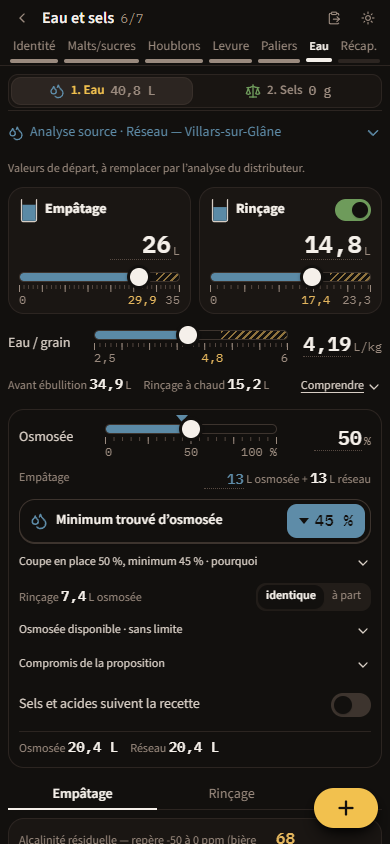 Eau et sels 6/7
Identité Malts/sucres Houblons Levure Paliers Eau Récap.
1. Eau 40,8 L 2. Sels 0 g
Analyse source · Réseau — Villars-sur-Glâne
Valeurs de départ, à remplacer par l'analyse du distributeur.
Empâtage
26 L
0 29,9 35
Rinçage
14,8 L
0 17,4 23,3
Eau / grain
2,5 4,8 6
4,19 L/kg
Avant ébullition 34,9 L Rinçage à chaud 15,2 L Comprendre
Osmosée
0 50 100 %
50 %
Empâtage 13 L osmosée + 13 L réseau
Minimum trouvé d'osmosée 45 %
Coupe en place 50 %, minimum 45 % · pourquoi
Rinçage 7,4 L osmosée identique à part
Osmosée disponible · sans limite
Compromis de la proposition
Sels et acides suivent la recette
Osmosée 20,4 L Réseau 20,4 L
Empâtage Rinçage
Alcalinité résiduelle — repère -50 à 0 ppm (bière 68